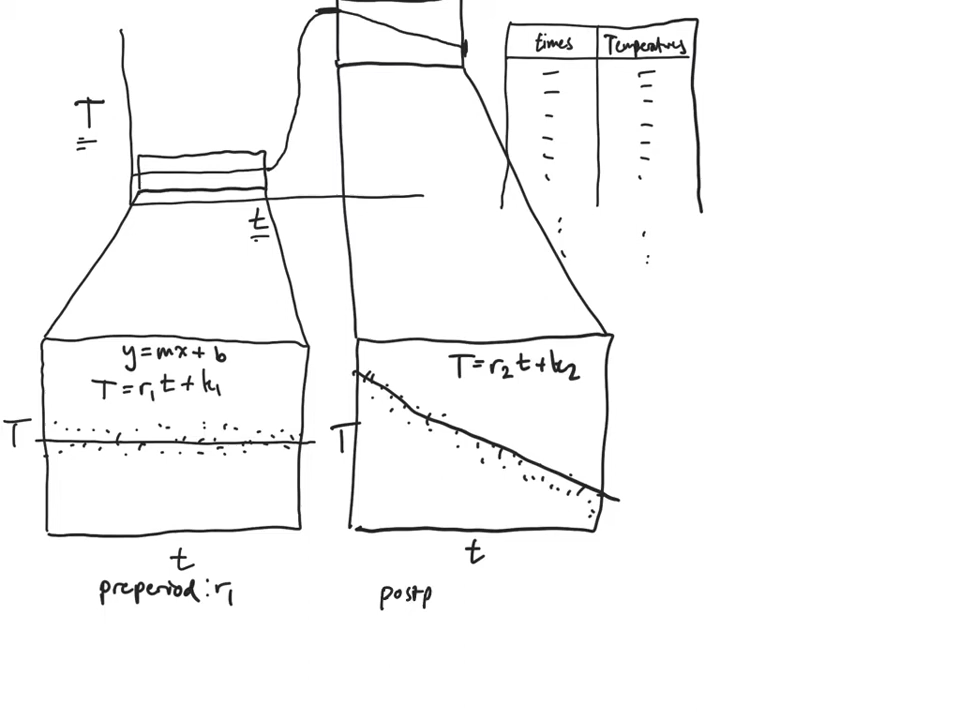 times Temperatures
T
t
y=mx+b
T=r₁t+k₁
T=r₂t+k₂
T
T
t
t
preperiod:r₁
postp